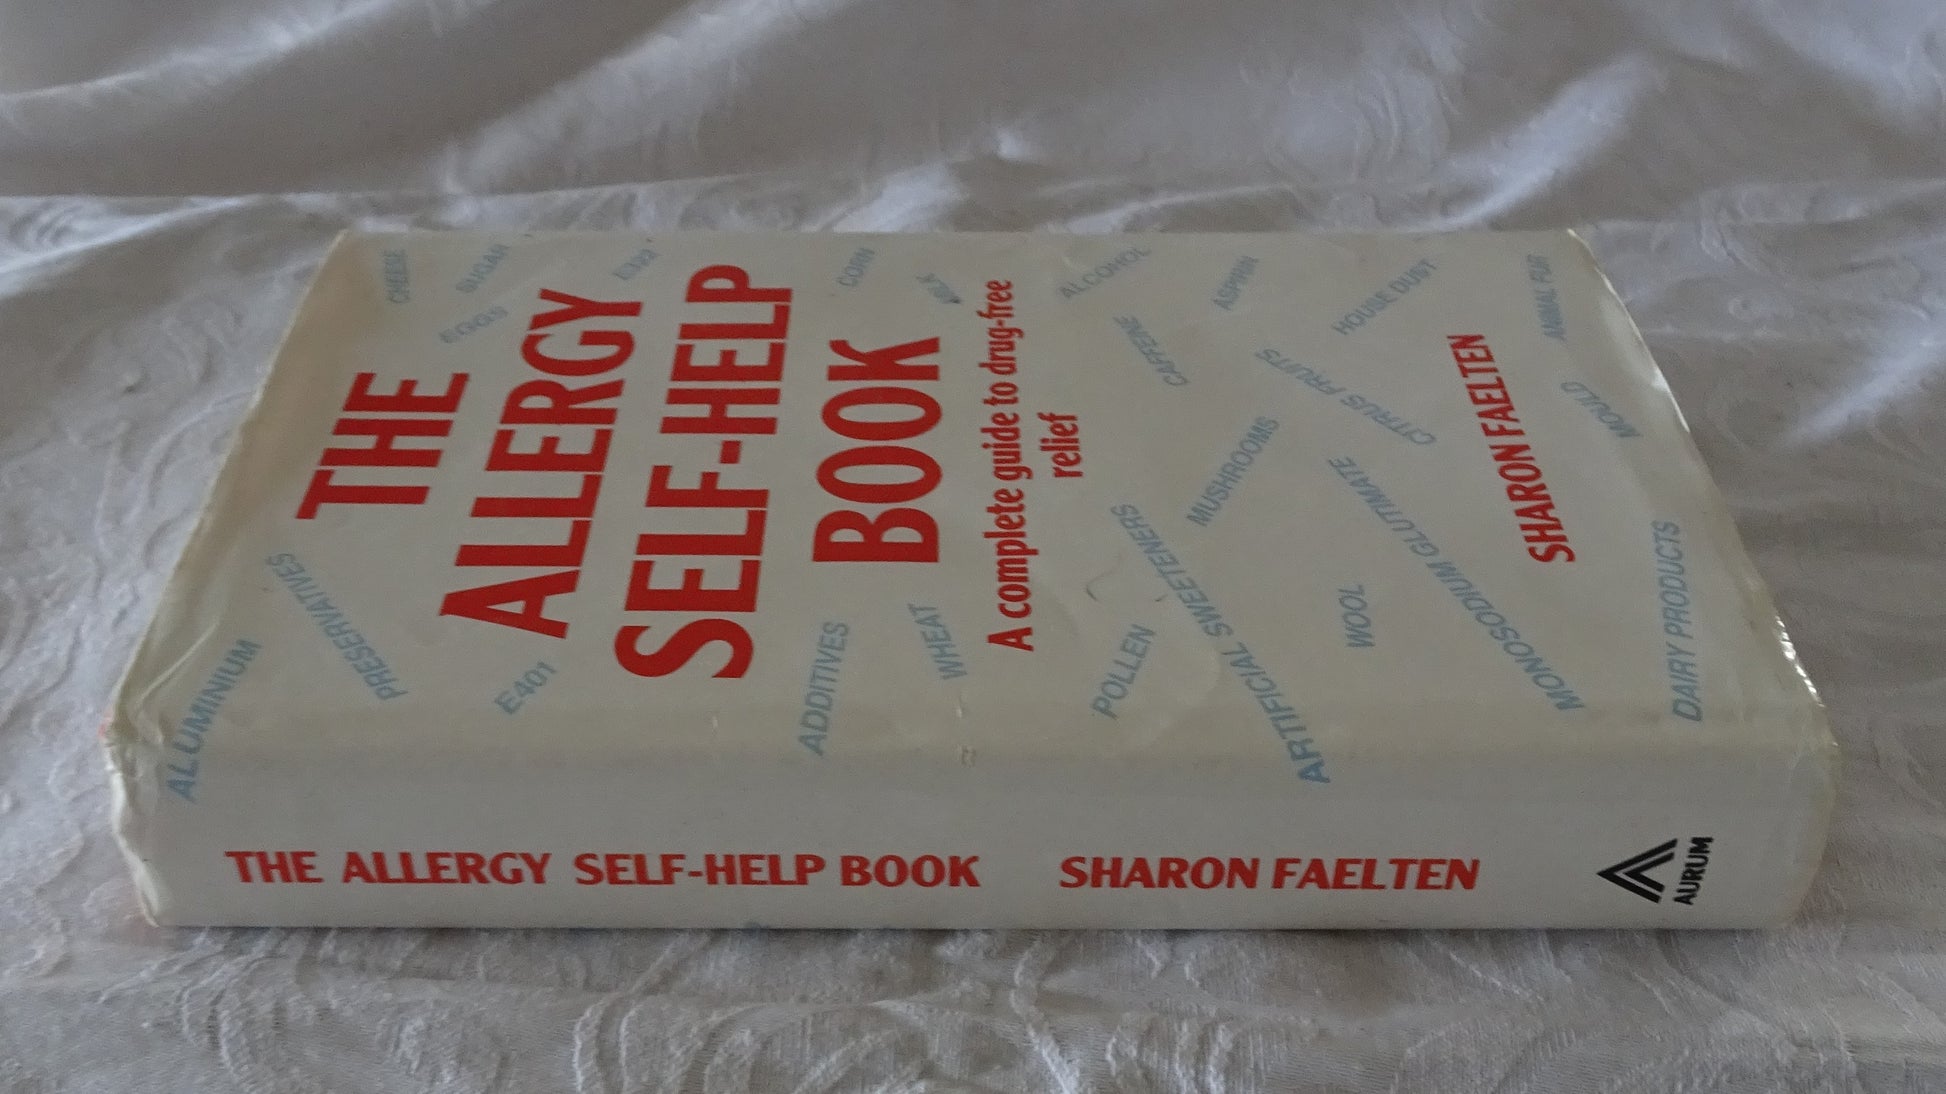 THE
ALLERGY
SELF-HELP
BOOK
A complete guide to drug-free
relief
SHARON FAELTEN
CHEESE
SUGAR
EGGS
CORN
ALCOHOL
ASPIRIN
HOUSE DUST
CAFFEINE
CITRUS FRUITS
MOULD
MUSHROOMS
PRESERVATIVES
ALUMINIUM
E401
ADDITIVES
WHEAT
POLLEN
ARTIFICIAL SWEETENERS
WOOL
MONOSODIUM GLUTIMATE
DAIRY PRODUCTS
THE ALLERGY SELF-HELP BOOK SHARON FAELTEN
AURUM